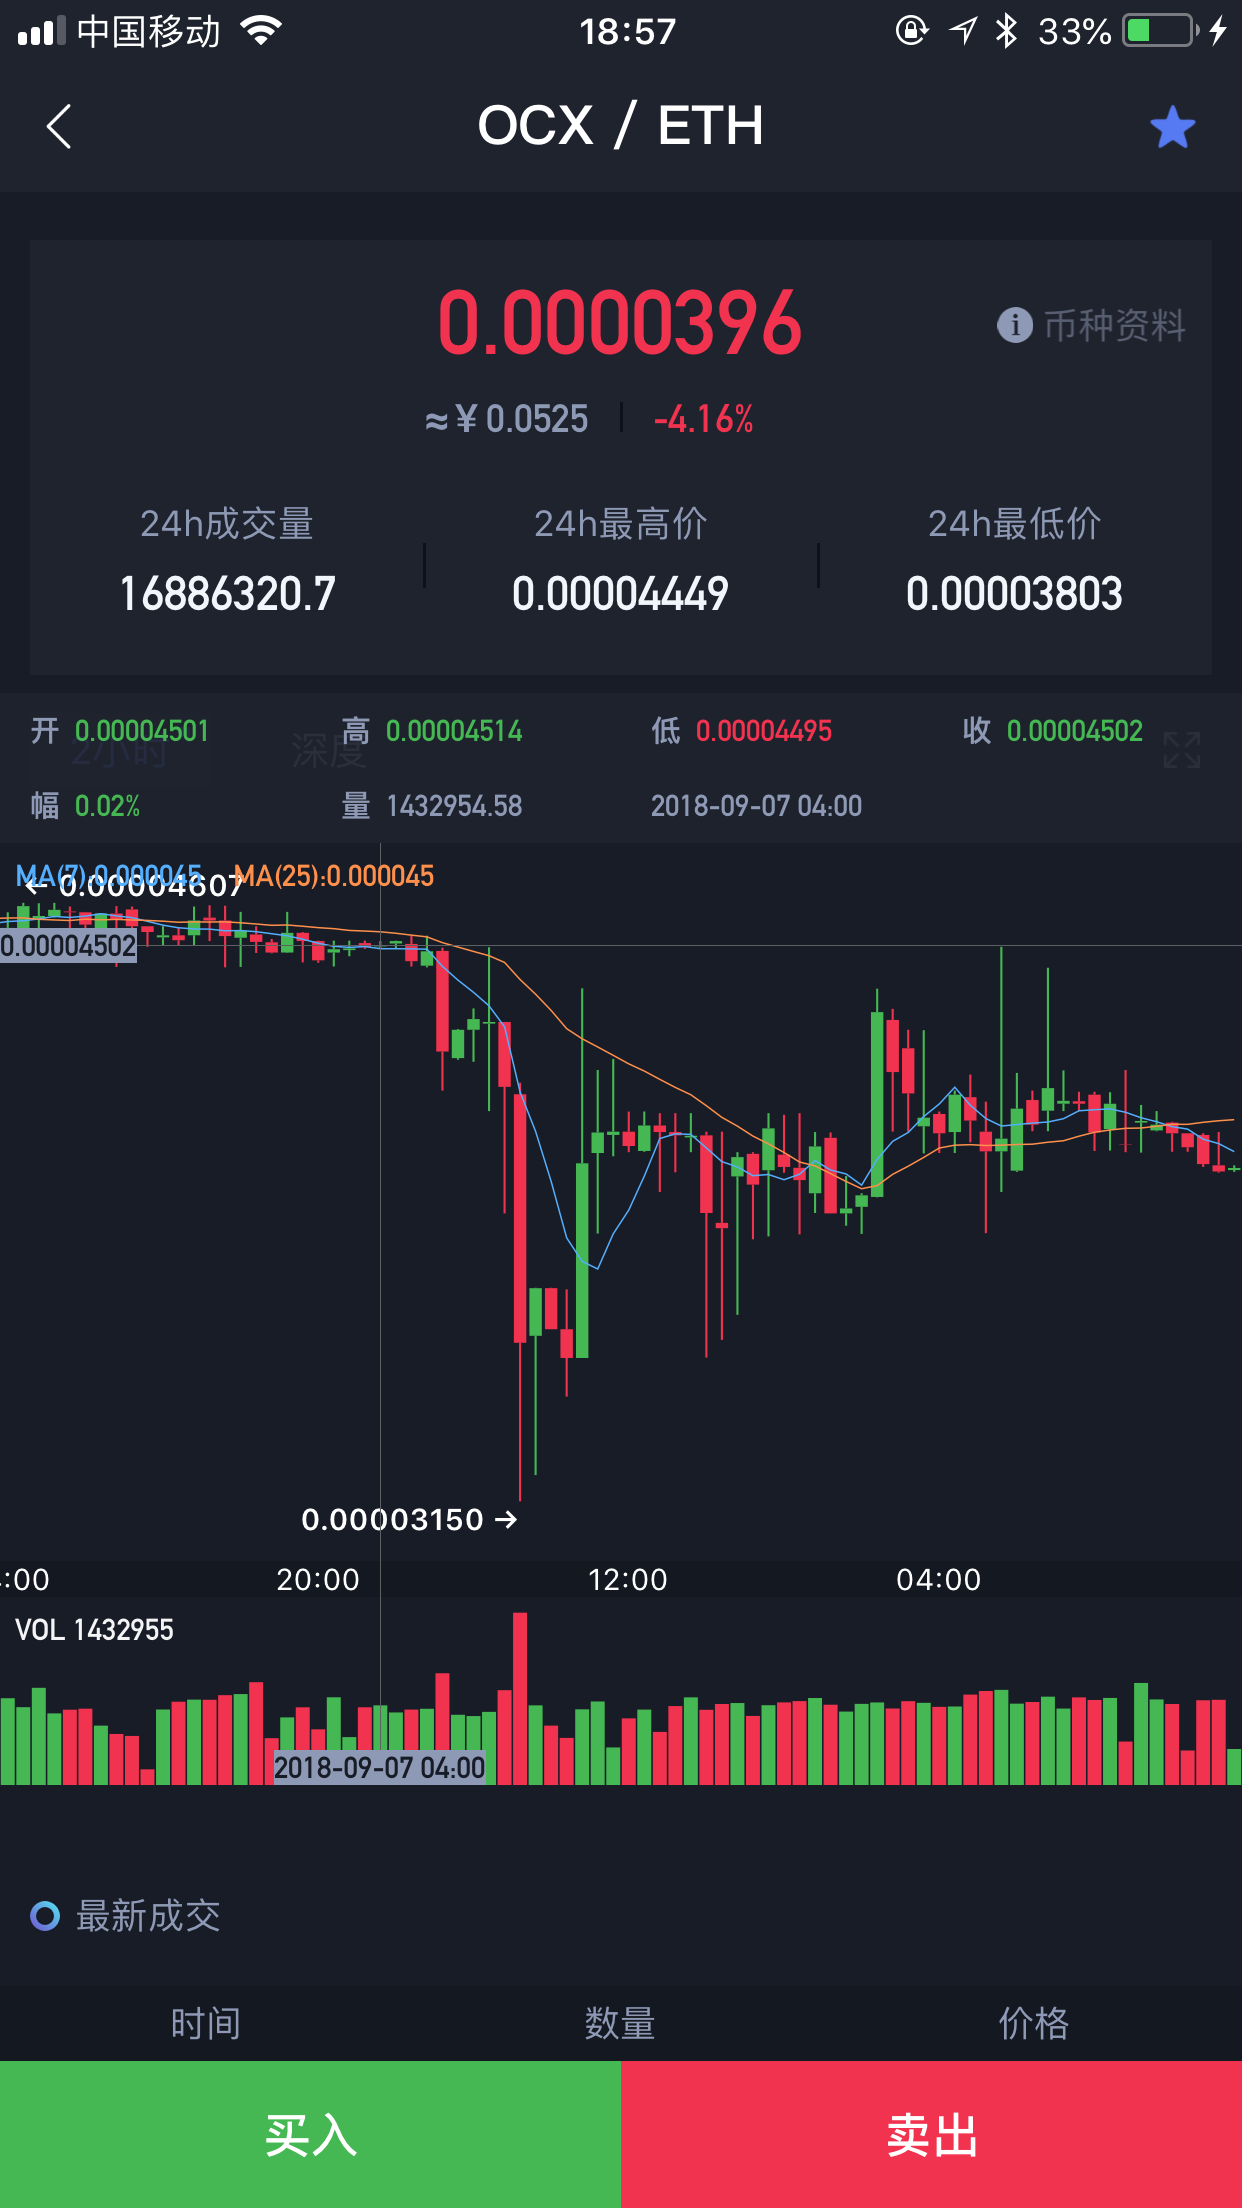 中国移动 18:57 33%
OCX / ETH
0.0000396
币种资料
≈￥0.0525 -4.16%
24h成交量 24h最高价 24h最低价
16886320.7 0.00004449 0.00003803
开 0.00004501 高 0.00004514 低 0.00004495 收 0.00004502
2小时 深度
幅 0.02% 量 1432954.58 2018-09-07 04:00
MA(7):0.000045 MA(25):0.000045
← 0.00004607
0.00004502
0.00003150 →
:00 20:00 12:00 04:00
VOL 1432955
2018-09-07 04:00
最新成交
时间 数量 价格
买入 卖出